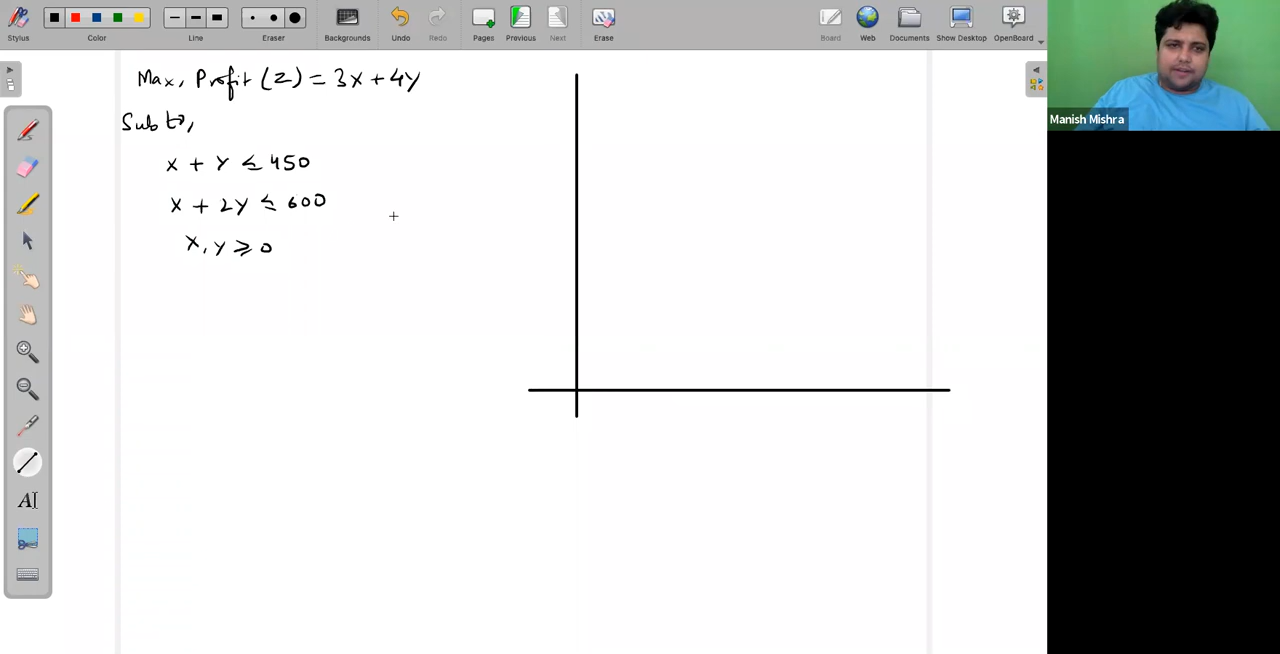 Color
Line
Eraser
Stylus
Backgrounds
Undo
Redo
Pages
Previous
Next
Erase
Board
Web
Documents
Show Desktop
OpenBoard
Max, Profit (Z) = 3X + 4Y
Sub to,
X + Y ≤ 450
X + 2Y ≤ 600
X, Y ≥ 0
AI
Manish Mishra